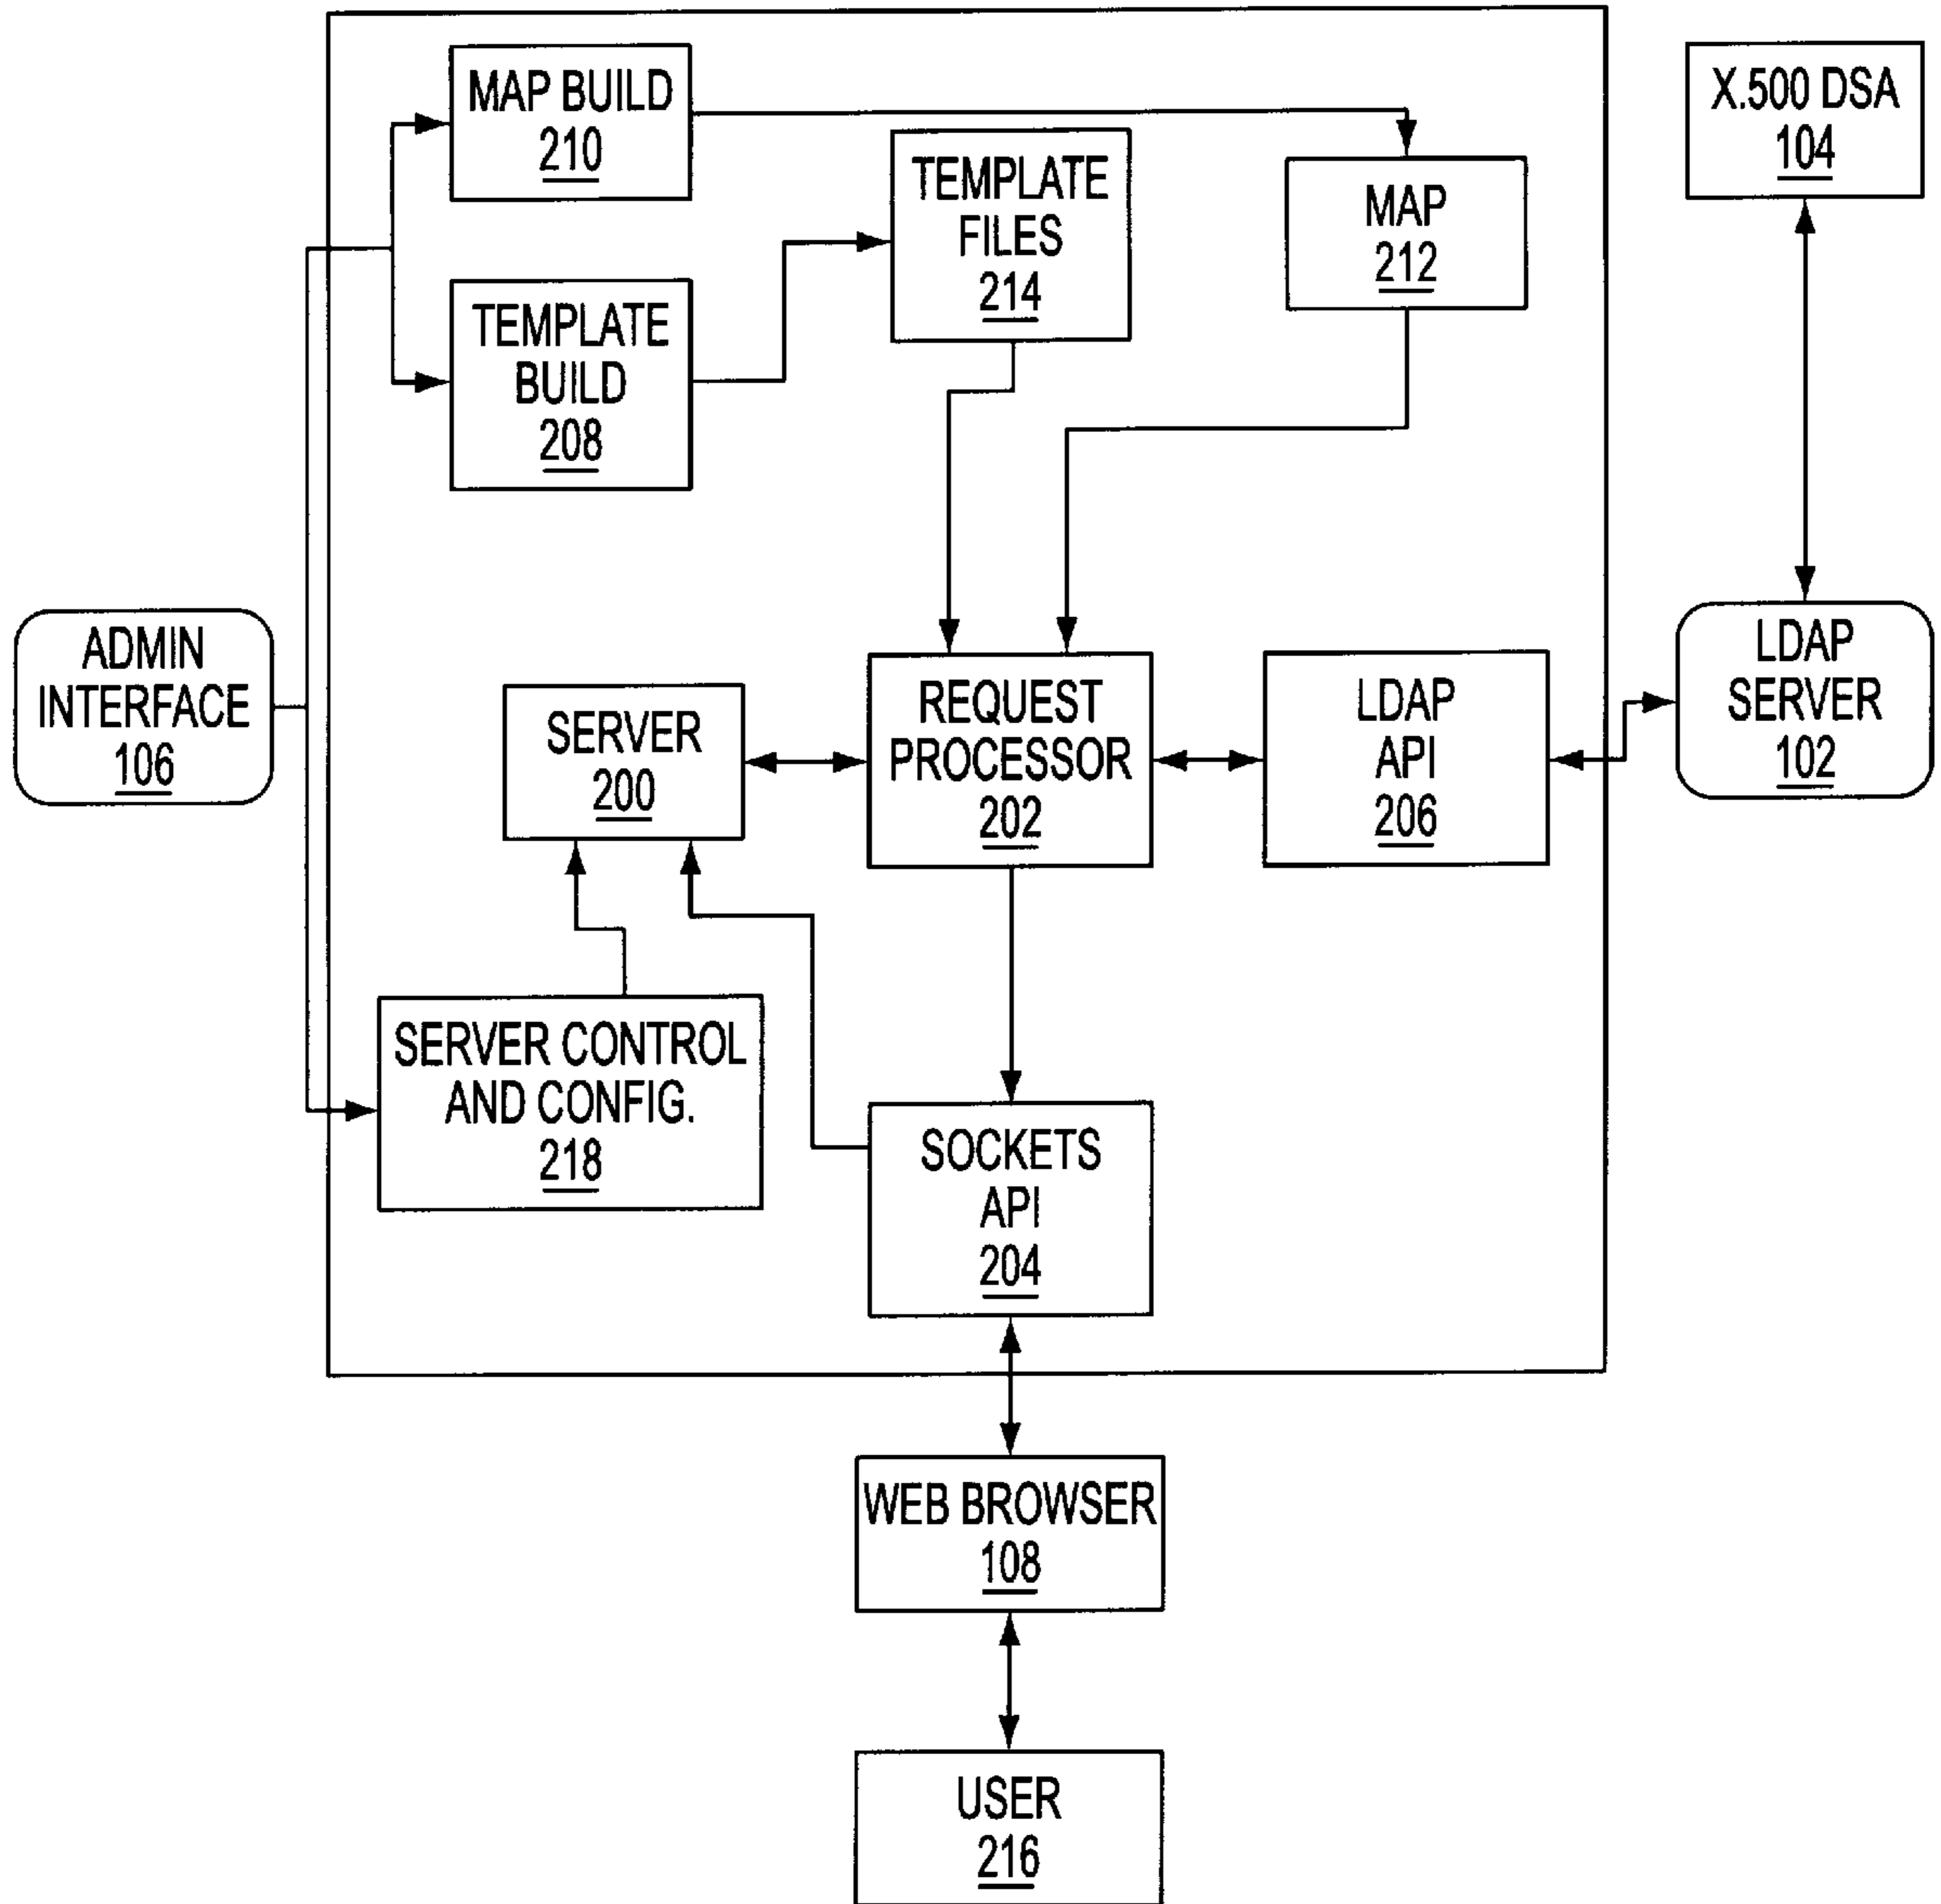 MAP BUILD
210
TEMPLATE
FILES
214
MAP
212
X.500 DSA
104
TEMPLATE
BUILD
208
ADMIN
INTERFACE
106
SERVER
200
REQUEST
PROCESSOR
202
LDAP
API
206
LDAP
SERVER
102
SERVER CONTROL
AND CONFIG.
218
SOCKETS
API
204
WEB BROWSER
108
USER
216